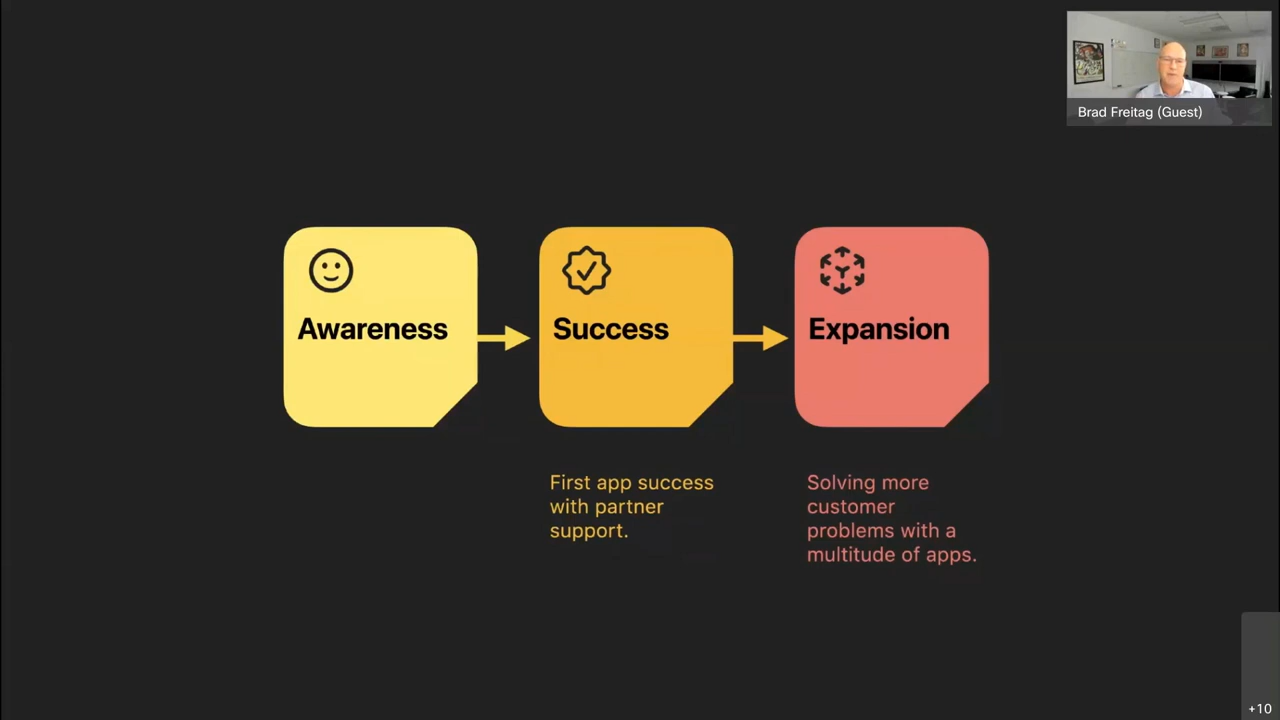 Brad Freitag (Guest)
Awareness
Success
Expansion
First app success
with partner
support.
Solving more
customer
problems with a
multitude of apps.
+10